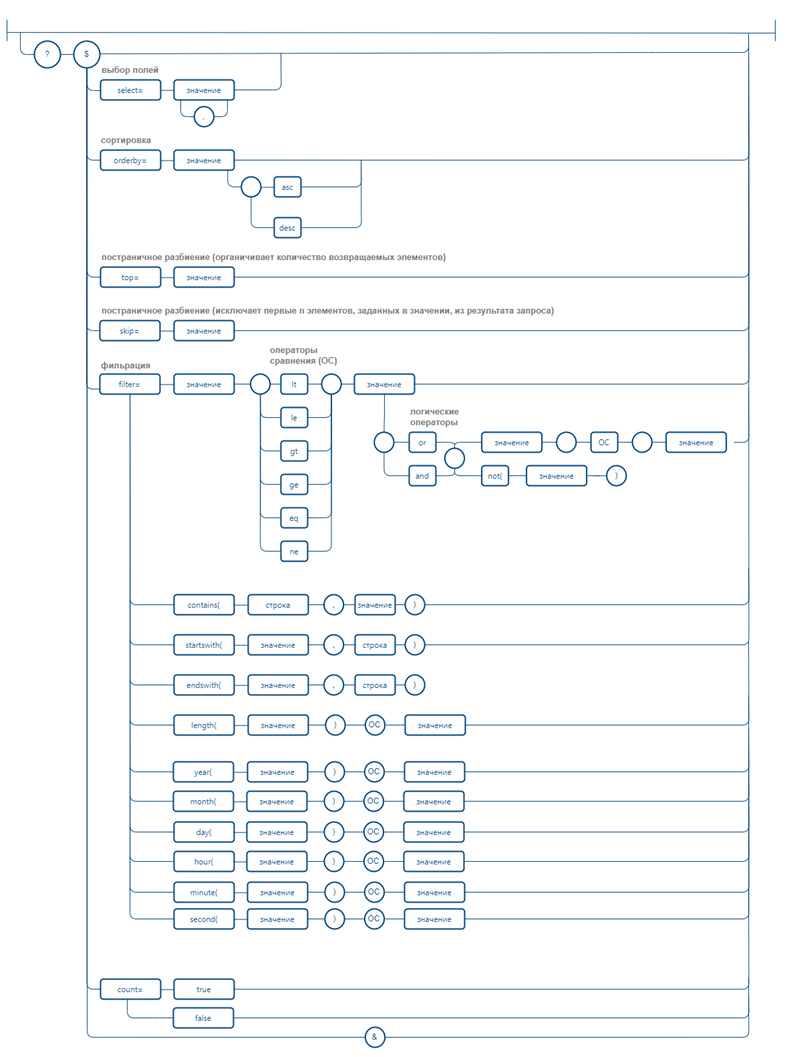 ? $
выбор полей
select= значение
,
сортировка
orderby= значение
asc
desc
постраничное разбиение (органичивает количество возвращаемых элементов)
top= значение
постраничное разбиение (исключает первые n элементов, заданных в значении, из результата запроса)
skip= значение
операторы
сравнения (ОС)
фильрация
filter= значение lt значение
le
логические
операторы
or значение ОС значение
gt
and not( значение )
ge
eq
ne
contains( строка , значение )
startswith( значение , строка )
endswith( значение , строка )
length( значение ) ОС значение
year( значение ) ОС значение
month( значение ) ОС значение
day( значение ) ОС значение
hour( значение ) ОС значение
minute( значение ) ОС значение
second( значение ) ОС значение
count= true
false
&